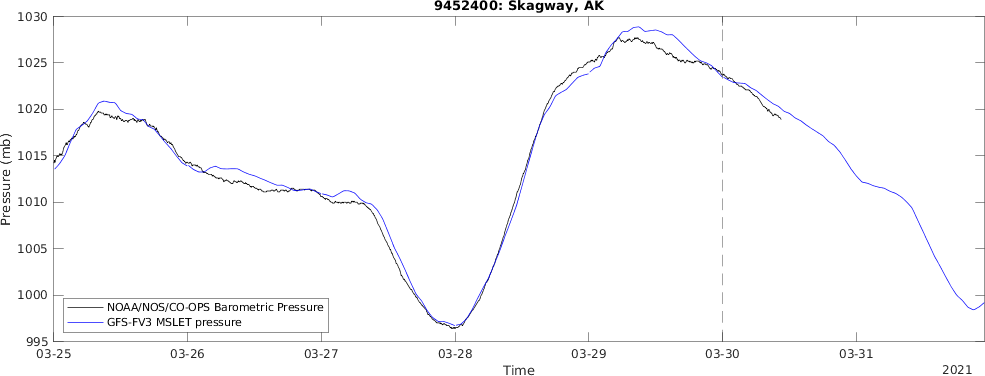 9452400: Skagway, AK
1030
1025
1020
1015
1010
1005
1000
995
Pressure (mb)
NOAA/NOS/CO-OPS Barometric Pressure
GFS-FV3 MSLET pressure
03-25 03-26 03-27 03-28 03-29 03-30 03-31
Time
2021